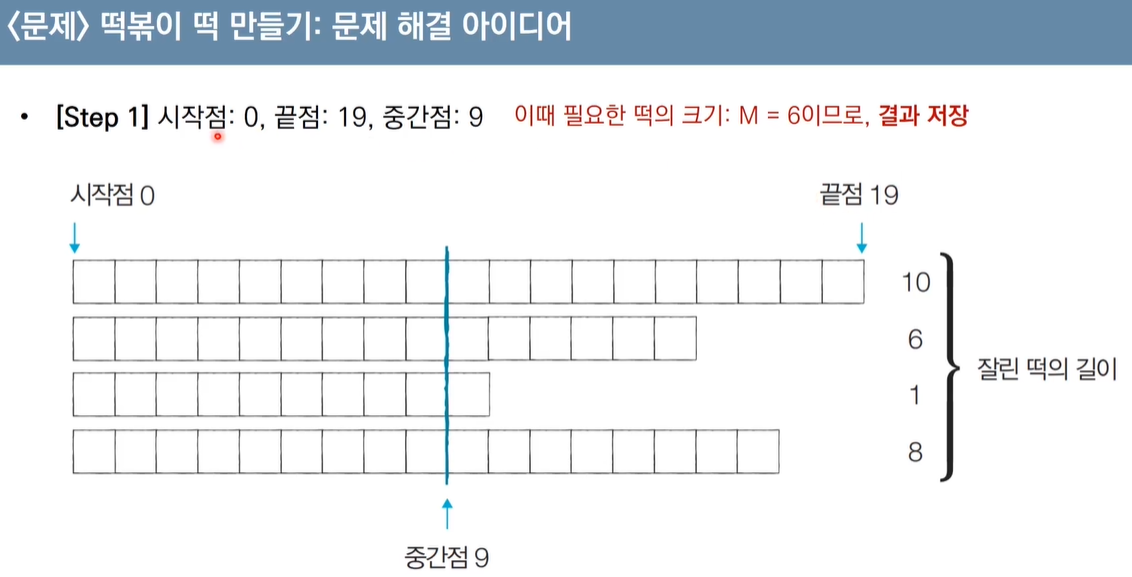 <문제> 떡볶이 떡 만들기: 문제 해결 아이디어
• [Step 1] 시작점: 0, 끝점: 19, 중간점: 9 이때 필요한 떡의 크기: M = 6이므로, 결과 저장
시작점 0 끝점 19
10
6
잘린 떡의 길이
1
8
중간점 9